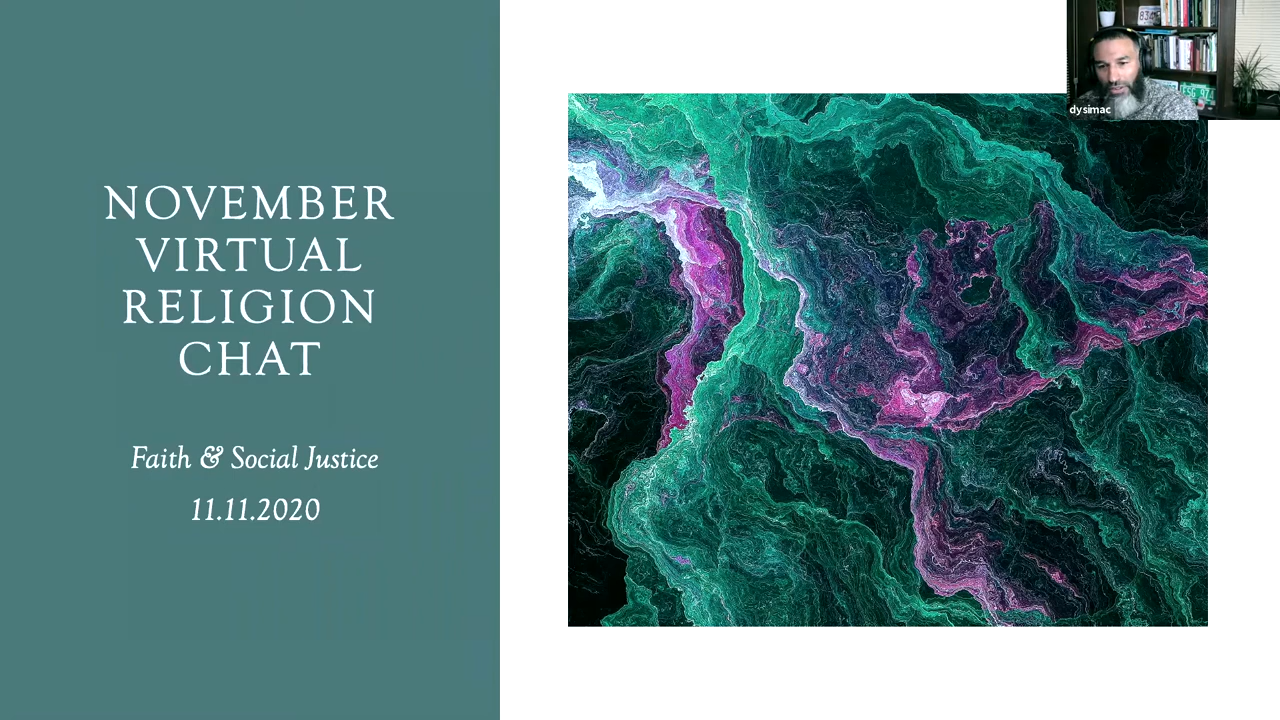 NOVEMBER
VIRTUAL
RELIGION
CHAT
Faith & Social Justice
11.11.2020
dysimac